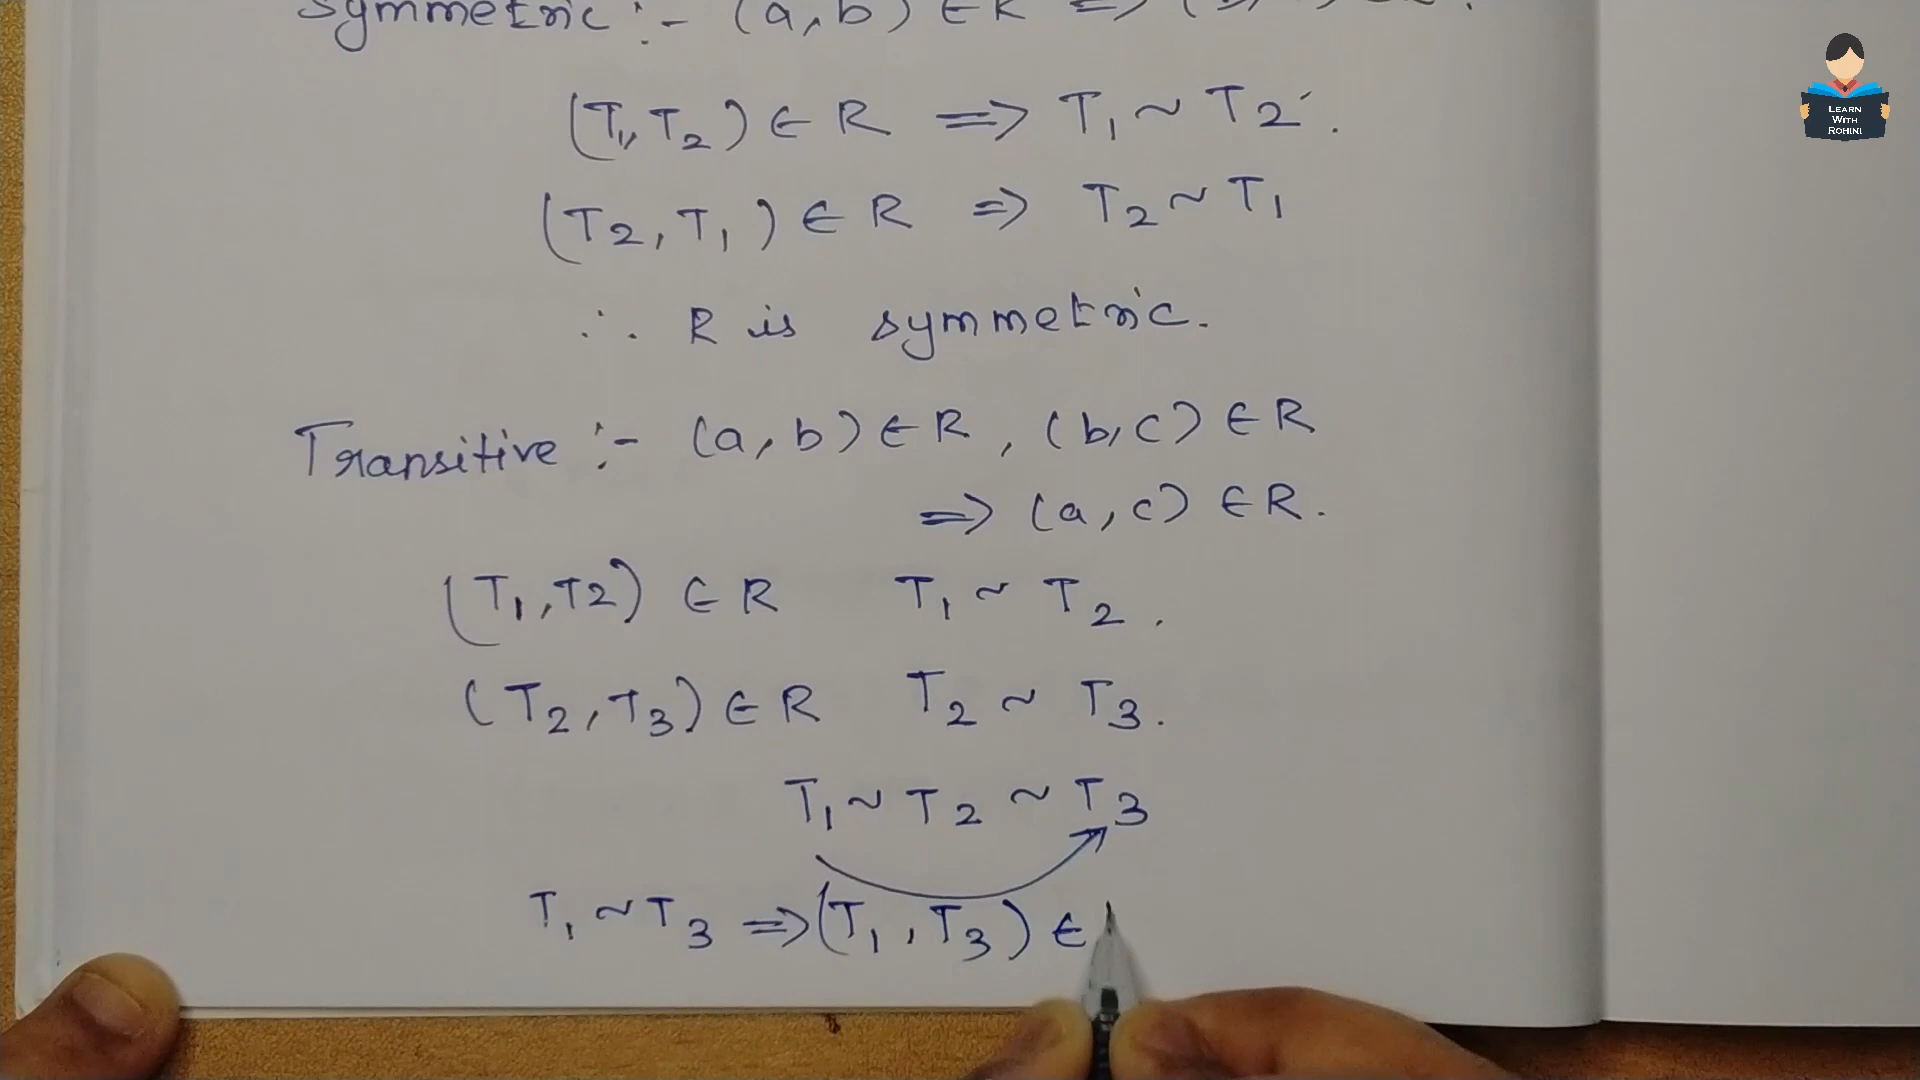 Symmetric :- (a,b) ∈ R ⇒ (
(T1, T2) ∈ R ⇒ T1 ~ T2.
(T2, T1) ∈ R ⇒ T2 ~ T1
∴ R is symmetric.
Transitive :- (a, b) ∈ R, (b,c) ∈ R
⇒ (a, c) ∈ R.
(T1, T2) ∈ R T1 ~ T2.
(T2, T3) ∈ R T2 ~ T3.
T1 ~ T2 ~ T3
T1 ~ T3 ⇒ (T1, T3) ∈
LEARN
WITH
ROHINI